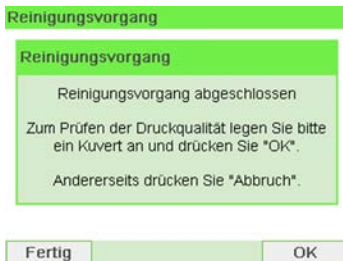 Reinigungsvorgang
Reinigungsvorgang
Reinigungsvorgang abgeschlossen
Zum Prüfen der Druckqualität legen Sie bitte
ein Kuvert an und drücken Sie "OK".
Andererseits drücken Sie "Abbruch".
Fertig
OK